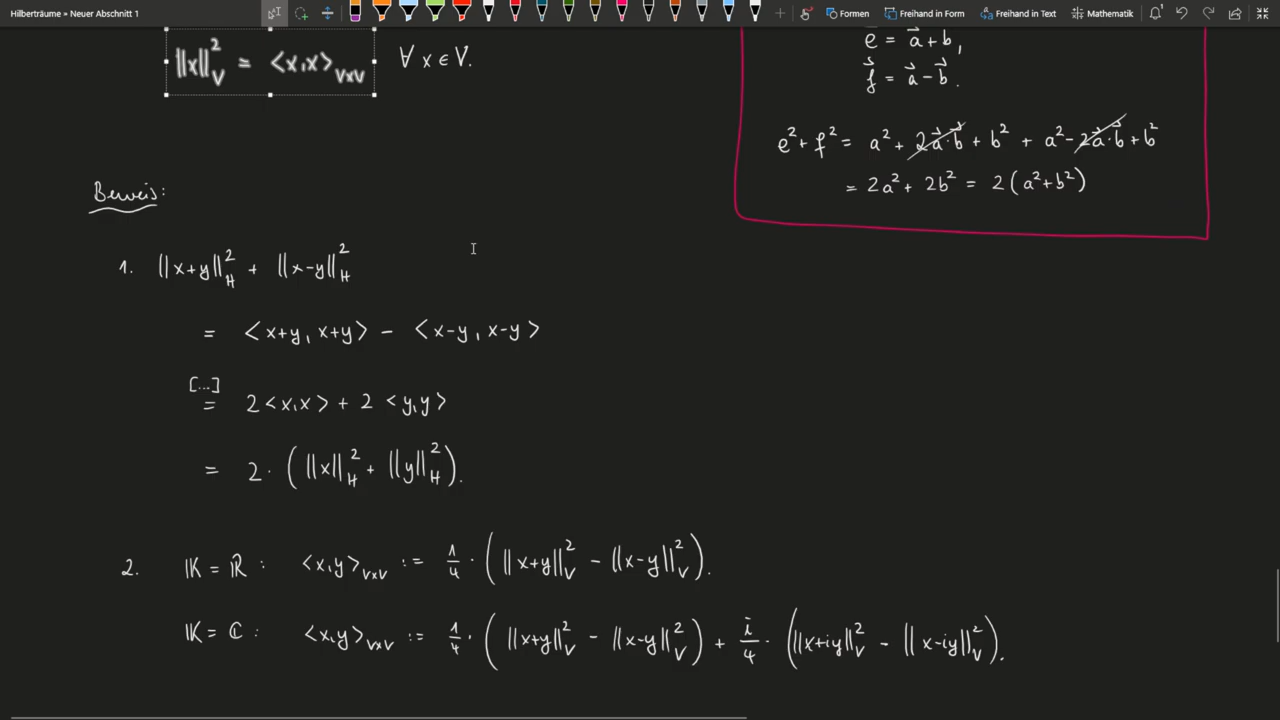 Hilberträume » Neuer Abschnitt 1
Formen
Freihand in Form
Freihand in Text
Mathematik
||x||²_V = <x,x>_{V×V} ∀ x ∈ V.
e⃗ = a⃗ + b⃗,
f⃗ = a⃗ - b⃗.
e² + f² = a² + 2a⃗·b⃗ + b² + a² - 2a⃗·b⃗ + b²
= 2a² + 2b² = 2(a² + b²)
Beweis:
1. ||x+y||²_H + ||x-y||²_H
= <x+y, x+y> - <x-y, x-y>
[...]
= 2<x,x> + 2<y,y>
= 2 · (||x||²_H + ||y||²_H).
2. 𝕂 = ℝ : <x,y>_{V×V} := 1/4 · (||x+y||²_V - ||x-y||²_V).
𝕂 = ℂ : <x,y>_{V×V} := 1/4 · (||x+y||²_V - ||x-y||²_V) + i/4 · (||x+iy||²_V - ||x-iy||²_V).